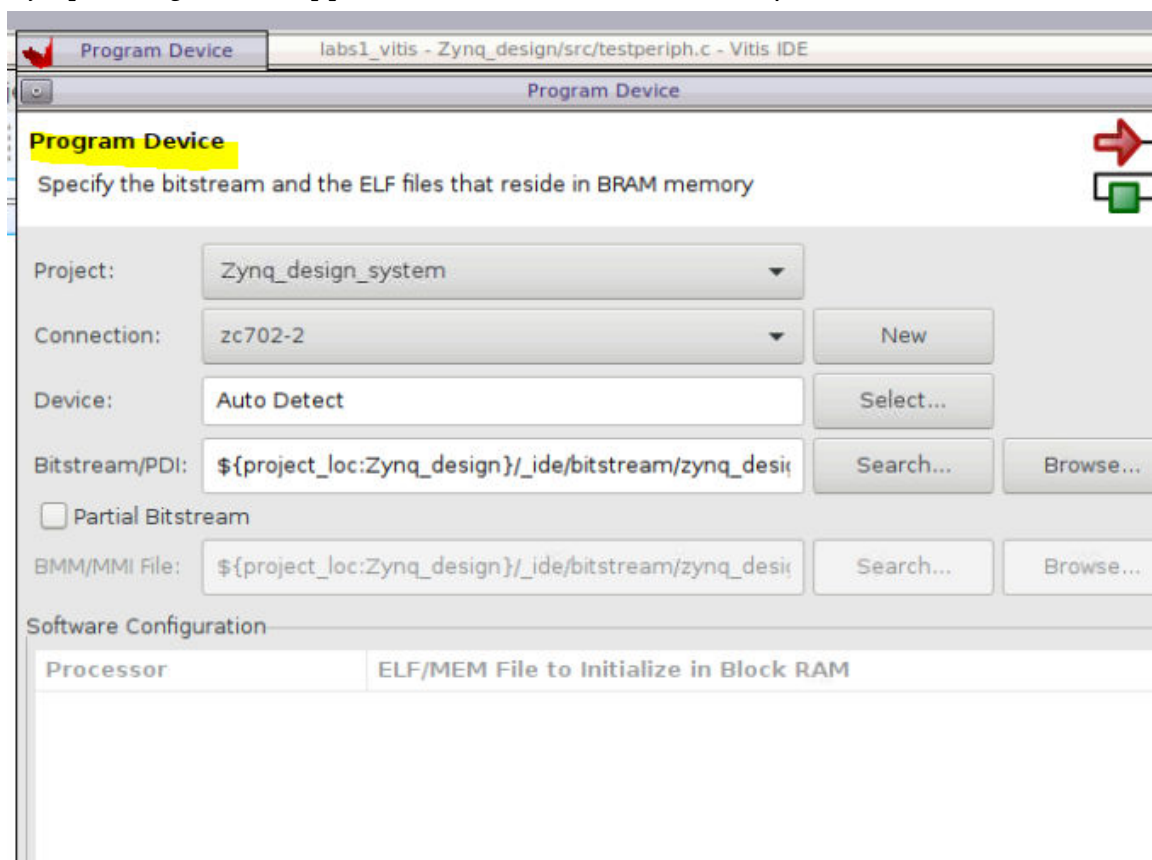 Program Device labs1_vitis - Zynq_design/src/testperiph.c - Vitis IDE
Program Device
Program Device
Specify the bitstream and the ELF files that reside in BRAM memory
Project: Zynq_design_system
Connection: zc702-2 New
Device: Auto Detect Select...
Bitstream/PDI: ${project_loc:Zynq_design}/_ide/bitstream/zynq_desig Search... Browse...
Partial Bitstream
BMM/MMI File: ${project_loc:Zynq_design}/_ide/bitstream/zynq_desig Search... Browse...
Software Configuration
Processor ELF/MEM File to Initialize in Block RAM